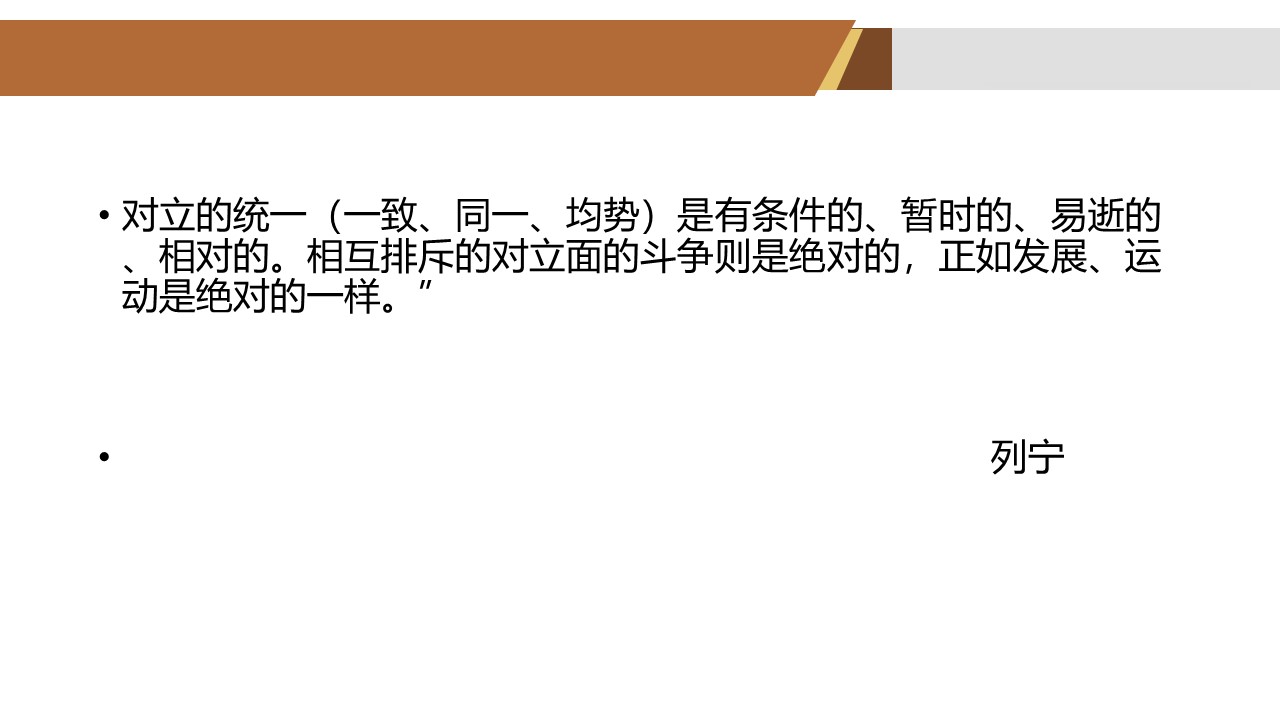 • 对立的统一（一致、同一、均势）是有条件的、暂时的、易逝的
、相对的。相互排斥的对立面的斗争则是绝对的，正如发展、运
动是绝对的一样。”
• 列宁